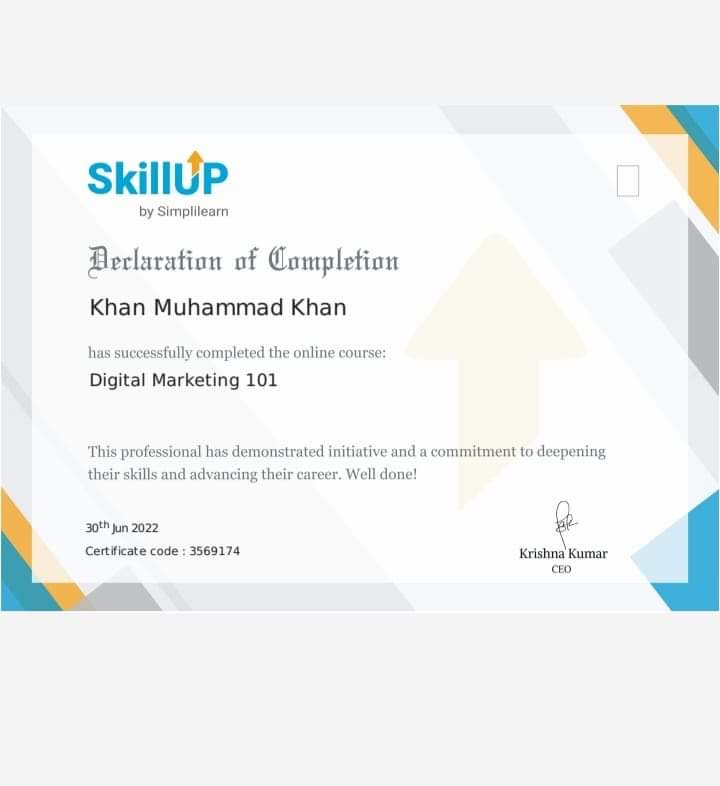 SkillUP
by Simplilearn
Declaration of Completion
Khan Muhammad Khan
has successfully completed the online course:
Digital Marketing 101
This professional has demonstrated initiative and a commitment to deepening
their skills and advancing their career. Well done!
30th Jun 2022
Certificate code : 3569174
Krishna Kumar
CEO